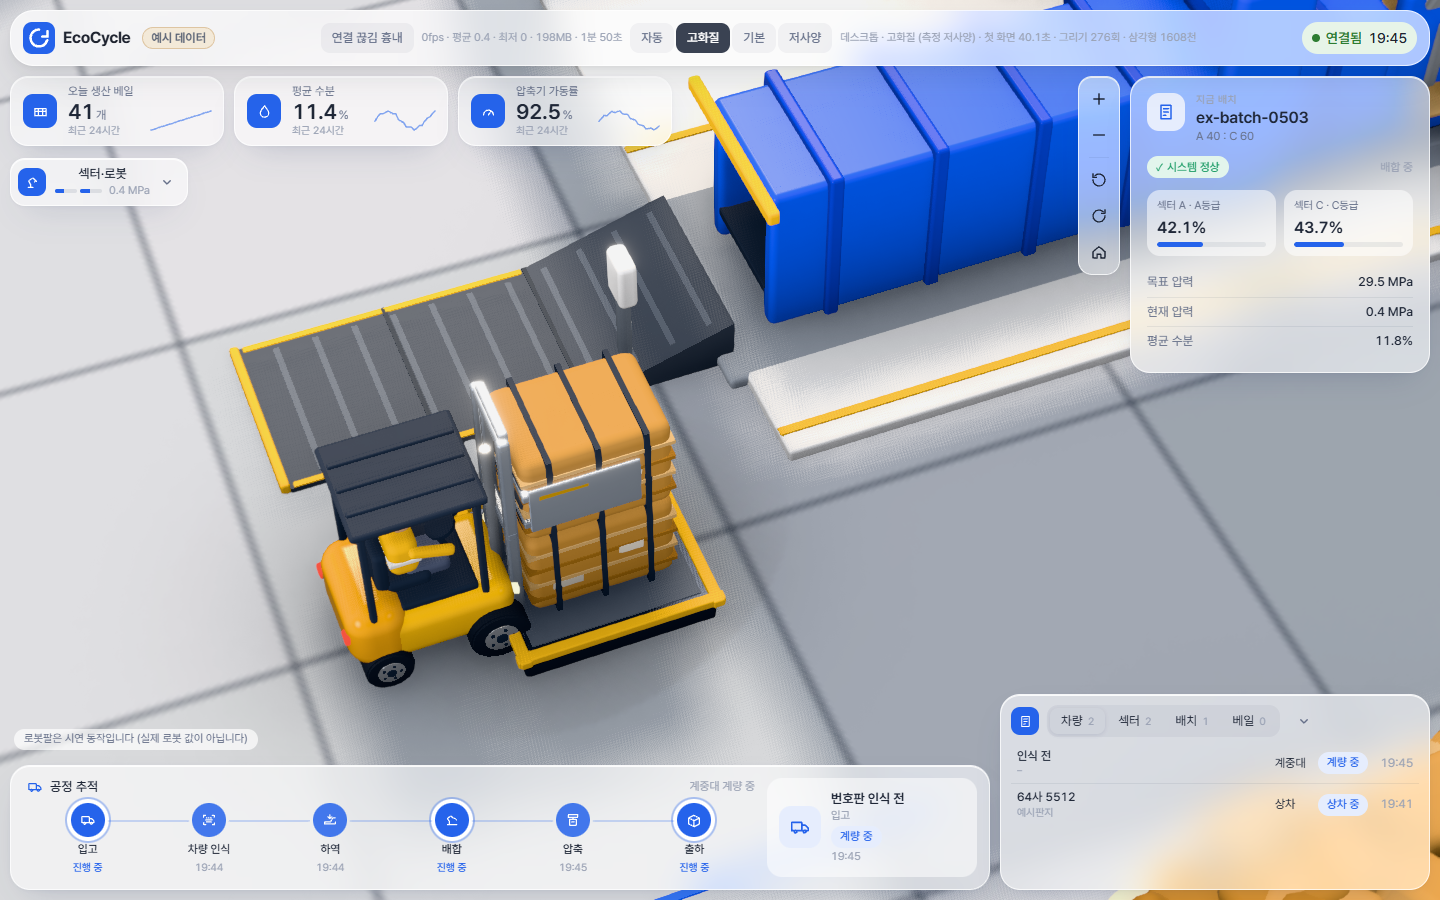 EcoCycle
예시 데이터
연결 끊김 흉내
0fps · 평균 0.4 · 최저 0 · 198MB · 1분 50초
자동
고화질
기본
저사양
데스크톱 · 고화질 (측정 저사양) · 첫 화면 40.1초 · 그리기 276회 · 삼각형 1608천
연결됨 19:45
오늘 생산 베일
41 개
최근 24시간
평균 수분
11.4 %
최근 24시간
압축기 가동률
92.5 %
최근 24시간
섹터·로봇
0.4 MPa
지금 배치
ex-batch-0503
A 40 : C 60
✓ 시스템 정상
배합 중
섹터 A · A등급
42.1%
섹터 C · C등급
43.7%
목표 압력 29.5 MPa
현재 압력 0.4 MPa
평균 수분 11.8%
로봇팔은 시연 동작입니다 (실제 로봇 값이 아닙니다)
공정 추적
계중대 계량 중
입고
진행 중
차량 인식
19:44
하역
19:44
배합
진행 중
압축
19:45
출하
진행 중
번호판 인식 전
입고
계량 중
19:45
차량 2
섹터 2
배치 1
베일 0
인식 전
–
계중대 계량 중 19:45
64사 5512
예시판지
상차 상차 중 19:41